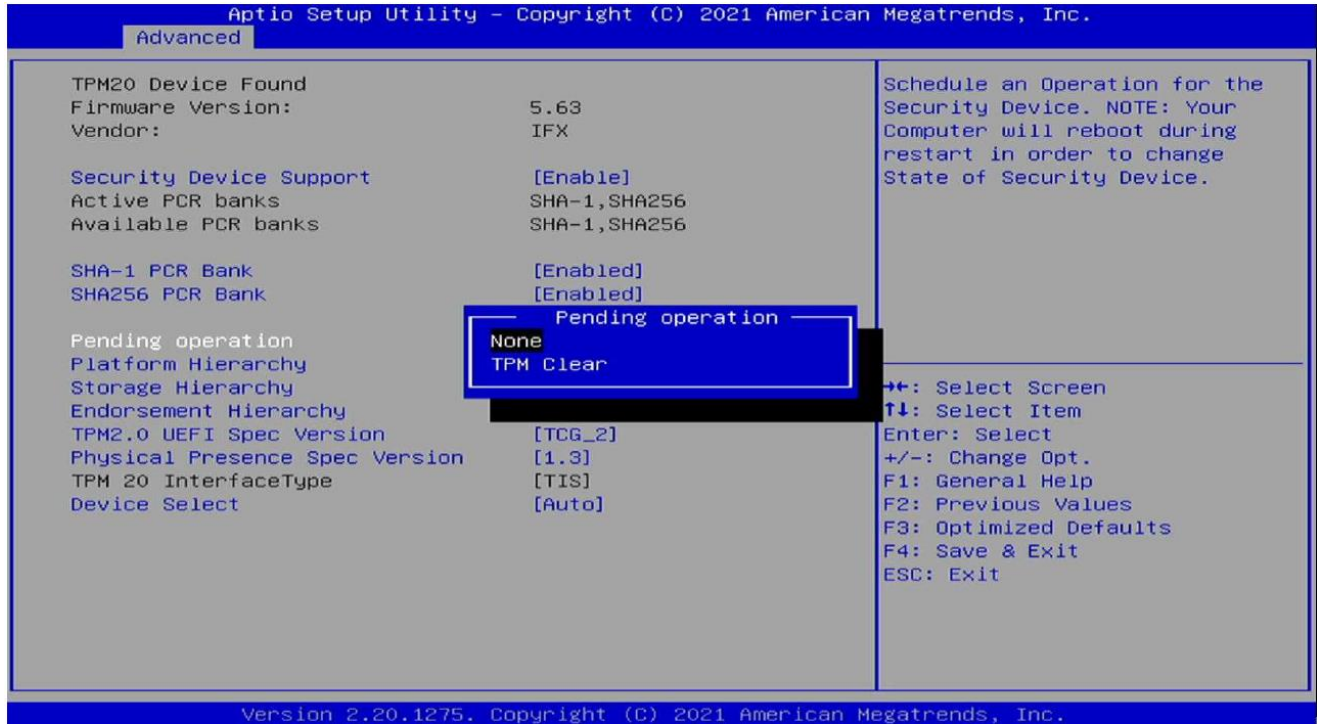 Aptio Setup Utility – Copyright (C) 2021 American Megatrends, Inc.
Advanced
TPM20 Device Found
Firmware Version: 5.63
Vendor: IFX
Security Device Support [Enable]
Active PCR banks SHA-1,SHA256
Available PCR banks SHA-1,SHA256
SHA-1 PCR Bank [Enabled]
SHA256 PCR Bank [Enabled]
Pending operation
Platform Hierarchy
Storage Hierarchy
Endorsement Hierarchy
TPM2.0 UEFI Spec Version [TCG_2]
Physical Presence Spec Version [1.3]
TPM 20 InterfaceType [TIS]
Device Select [Auto]
Pending operation
None
TPM Clear
Schedule an Operation for the
Security Device. NOTE: Your
Computer will reboot during
restart in order to change
State of Security Device.
→←: Select Screen
↑↓: Select Item
Enter: Select
+/-: Change Opt.
F1: General Help
F2: Previous Values
F3: Optimized Defaults
F4: Save & Exit
ESC: Exit
Version 2.20.1275. Copyright (C) 2021 American Megatrends, Inc.